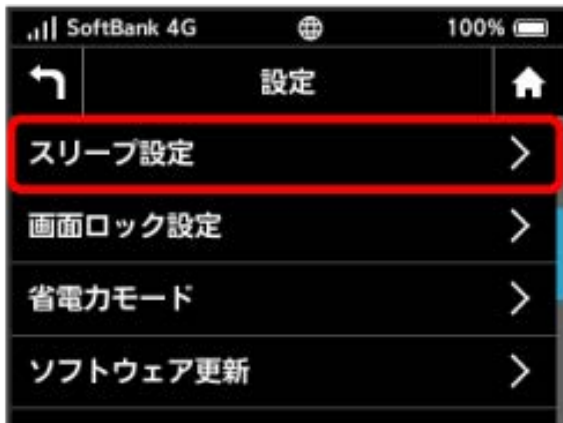 SoftBank 4G 100%
設定
スリープ設定
画面ロック設定
省電力モード
ソフトウェア更新